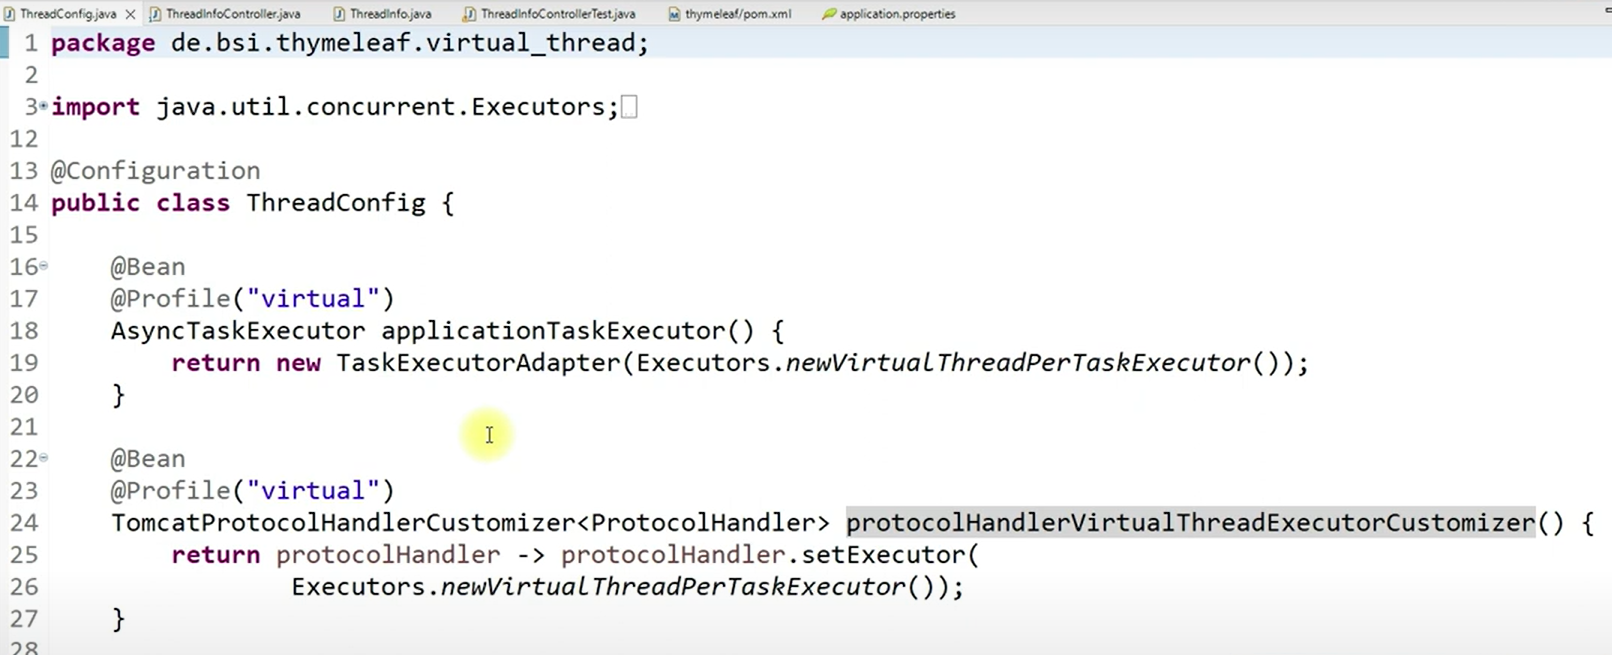 ThreadConfig.java ThreadInfoController.java ThreadInfo.java ThreadInfoControllerTest.java thymeleaf/pom.xml application.properties
1 package de.bsi.thymeleaf.virtual_thread;
2
3 import java.util.concurrent.Executors;
12
13 @Configuration
14 public class ThreadConfig {
15
16 @Bean
17 @Profile("virtual")
18 AsyncTaskExecutor applicationTaskExecutor() {
19 return new TaskExecutorAdapter(Executors.newVirtualThreadPerTaskExecutor());
20 }
21
22 @Bean
23 @Profile("virtual")
24 TomcatProtocolHandlerCustomizer<ProtocolHandler> protocolHandlerVirtualThreadExecutorCustomizer() {
25 return protocolHandler -> protocolHandler.setExecutor(
26 Executors.newVirtualThreadPerTaskExecutor());
27 }
28